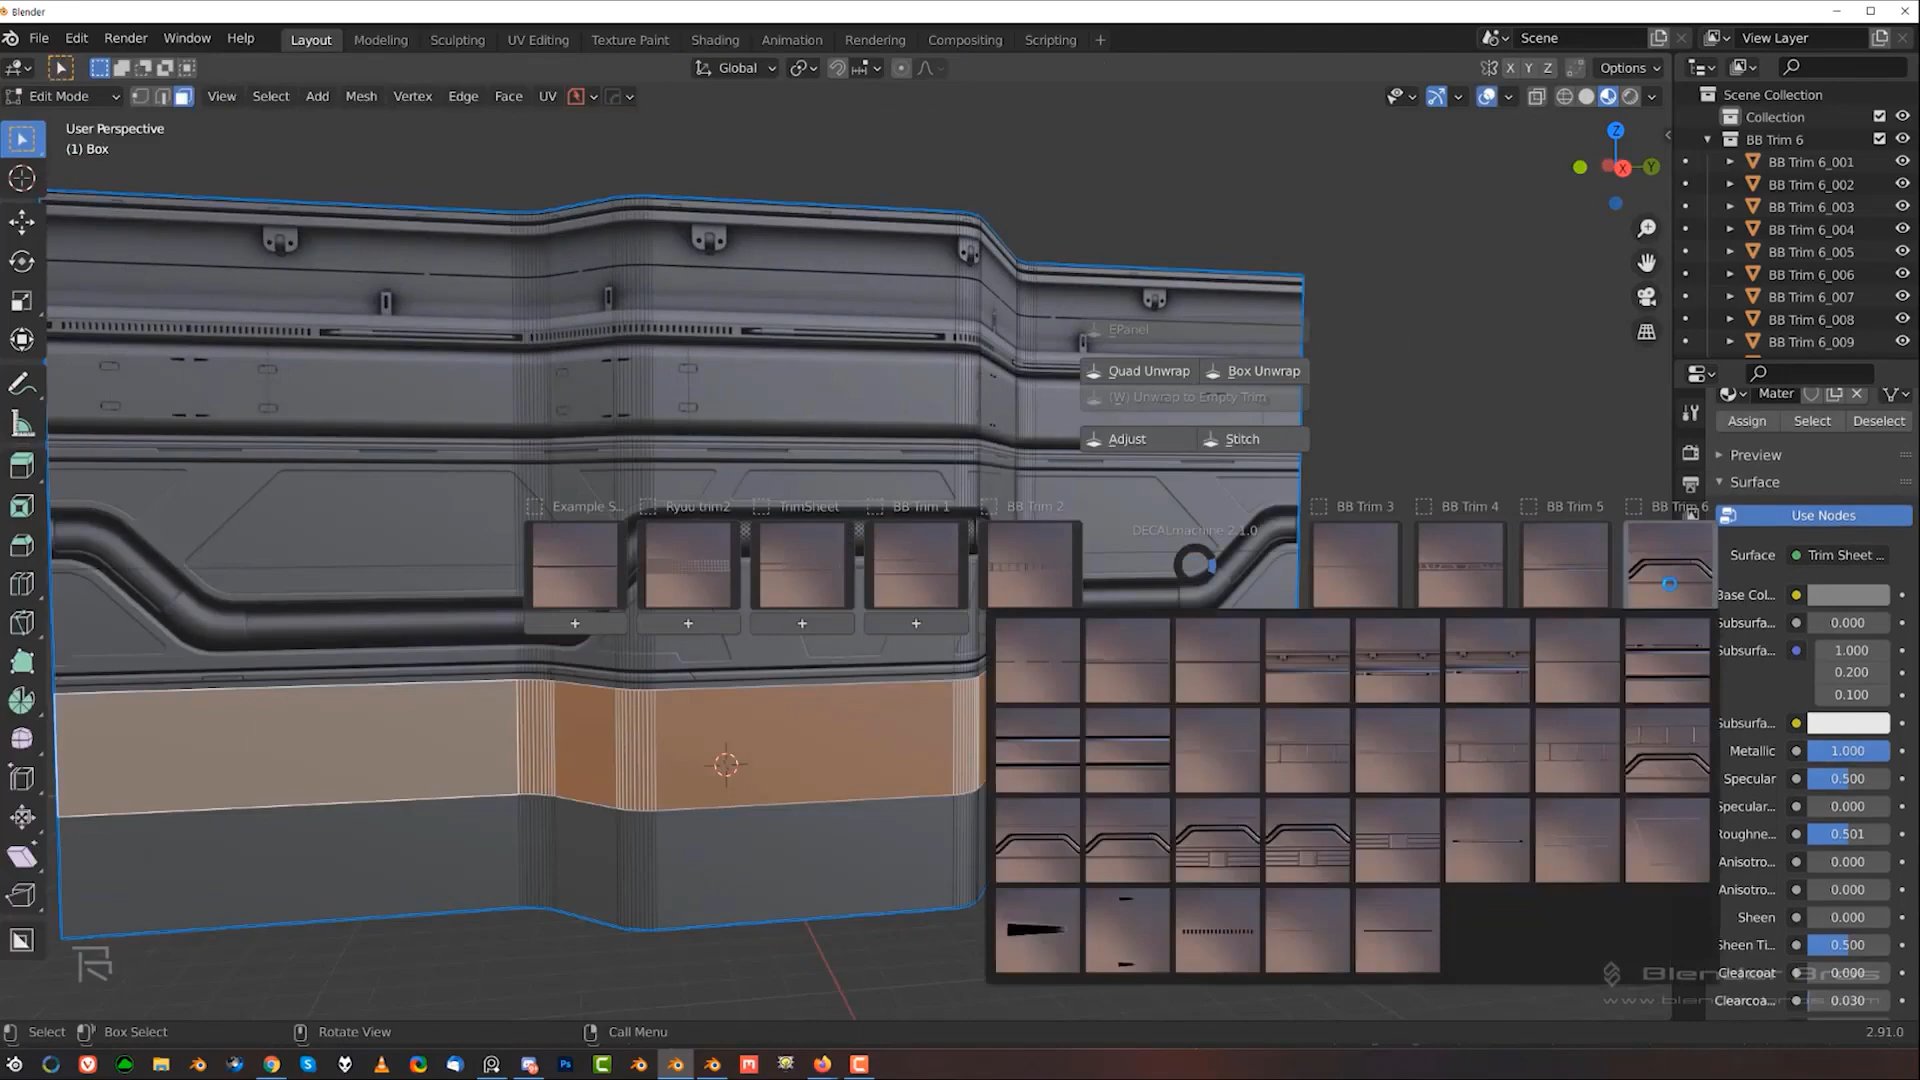 Blender
File Edit Render Window Help
Layout Modeling Sculpting UV Editing Texture Paint Shading Animation Rendering Compositing Scripting +
Scene
View Layer
Global
X Y Z
Options
Edit Mode
View Select Add Mesh Vertex Edge Face UV
User Perspective
(1) Box
Z
X
Y
Scene Collection
Collection
BB Trim 6
BB Trim 6_001
BB Trim 6_002
BB Trim 6_003
BB Trim 6_004
BB Trim 6_005
BB Trim 6_006
BB Trim 6_007
BB Trim 6_008
BB Trim 6_009
EPanel
Quad Unwrap Box Unwrap
(W) Unwrap to Empty Trim
Adjust Stitch
Example S... Ryuu trim2 TrimSheet BB Trim 1 BB Trim 2 BB Trim 3 BB Trim 4 BB Trim 5 BB Trim 6
DECALmachine 2.1.0
+ + + +
Mater
Assign Select Deselect
Preview
Surface
Use Nodes
Surface Trim Sheet ...
Base Col...
Subsurfa... 0.000
Subsurfa... 1.000
0.200
0.100
Subsurfa...
Metallic 1.000
Specular 0.500
Specular... 0.000
Roughne... 0.501
Anisotro... 0.000
Anisotro... 0.000
Sheen 0.000
Sheen Ti... 0.500
Clearcoat 0.000
Clearcoa... 0.030
Select Box Select Rotate View Call Menu
2.91.0